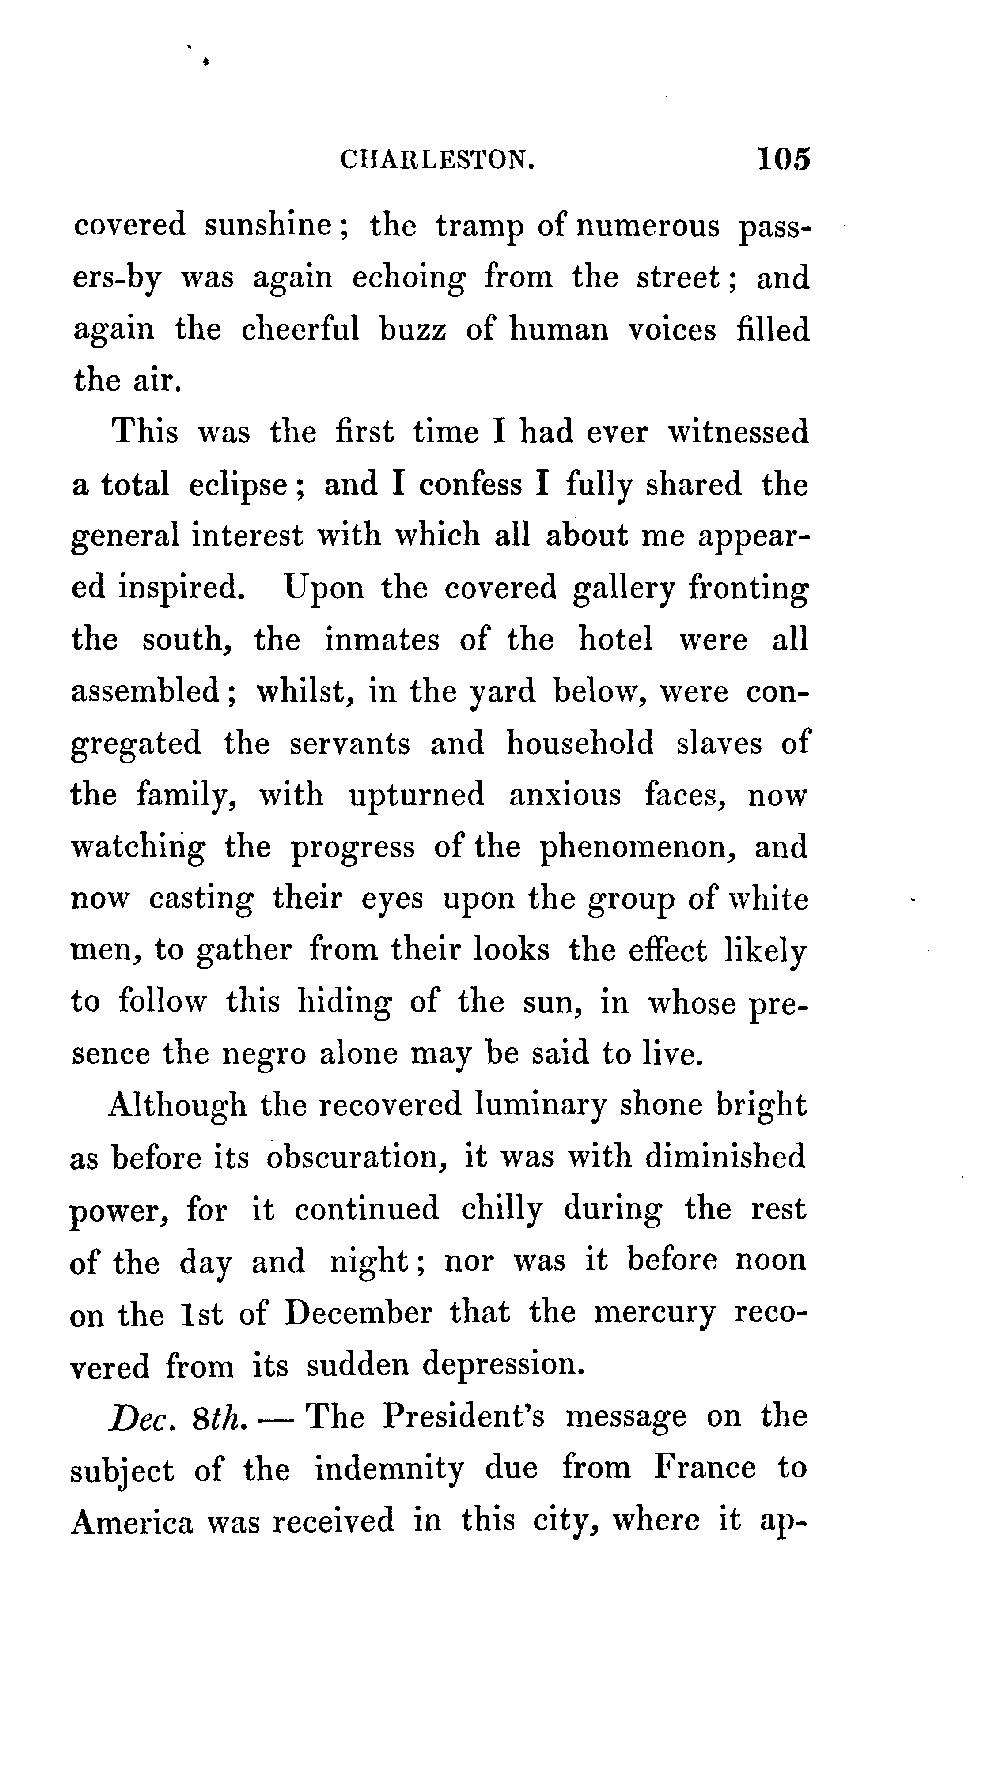 CHARLESTON. 105
covered sunshine; the tramp of numerous pass-
ers-by was again echoing from the street; and
again the cheerful buzz of human voices filled
the air.
This was the first time I had ever witnessed
a total eclipse; and I confess I fully shared the
general interest with which all about me appear-
ed inspired. Upon the covered gallery fronting
the south, the inmates of the hotel were all
assembled; whilst, in the yard below, were con-
gregated the servants and household slaves of
the family, with upturned anxious faces, now
watching the progress of the phenomenon, and
now casting their eyes upon the group of white
men, to gather from their looks the effect likely
to follow this hiding of the sun, in whose pre-
sence the negro alone may be said to live.
Although the recovered luminary shone bright
as before its obscuration, it was with diminished
power, for it continued chilly during the rest
of the day and night; nor was it before noon
on the 1st of December that the mercury reco-
vered from its sudden depression.
Dec. 8th. — The President's message on the
subject of the indemnity due from France to
America was received in this city, where it ap-